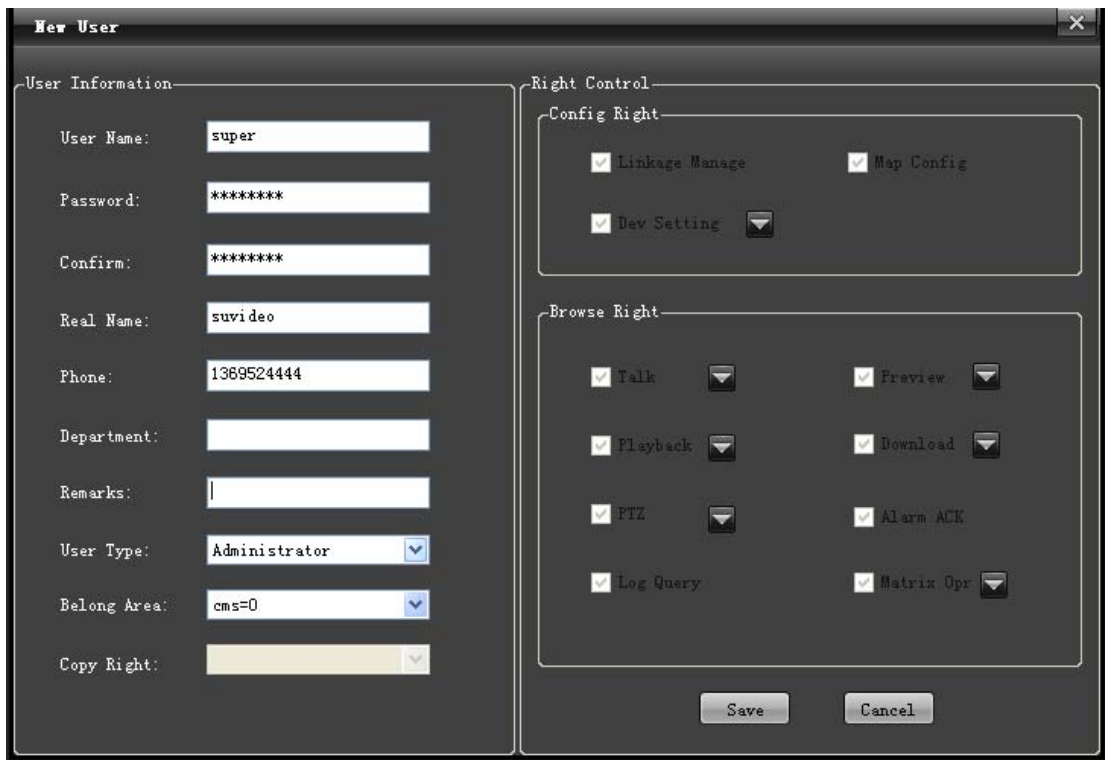 New User
User Information
User Name: super
Password: ********
Confirm: ********
Real Name: suvideo
Phone: 1369524444
Department:
Remarks:
User Type: Administrator
Belong Area: cms=0
Copy Right:
Right Control
Config Right
Linkage Manage Map Config
Dev Setting
Browse Right
Talk Preview
Playback Download
PTZ Alarm ACK
Log Query Matrix Opr
Save Cancel